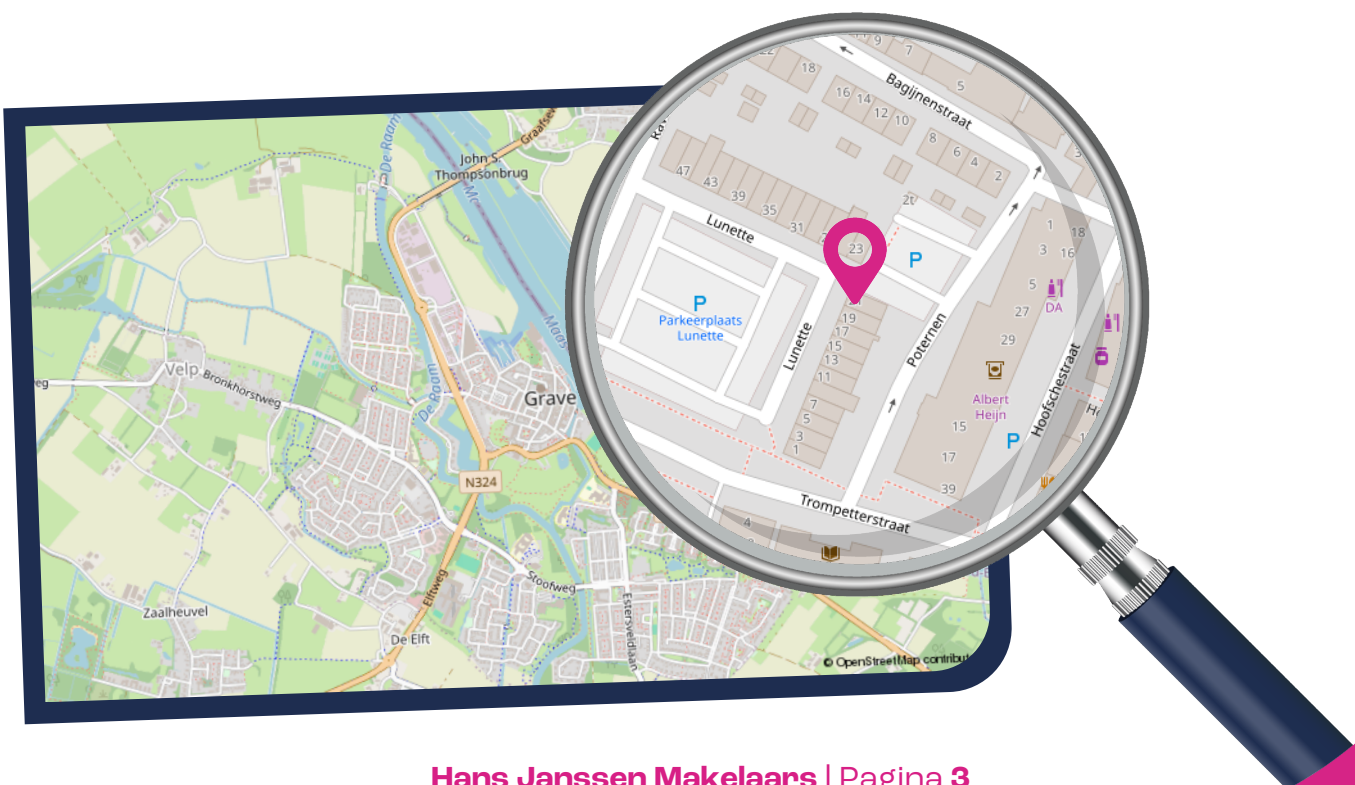 De Raam
John S.
Thompsonbrug
Maas
Velp
Bronkhorstweg
De Raam
Grave
N324
Stoofweg
Elftweg
Estersveldlaan
Zaalheuvel
De Elft
© OpenStreetMap
9
7
5
18
16
14
12
10
8
6
4
2
Bagijnenstraat
47
43
39
35
31
23
2t
Lunette
P
P
Parkeerplaats
Lunette
Lunette
19
17
15
13
11
7
5
3
1
Poternen
1
3
18
16
5
27
29
DA
Albert
Heijn
15
17
39
P
Hoofschestraat
Trompetterstraat
4
Hans Janssen Makelaars | Pagina 3